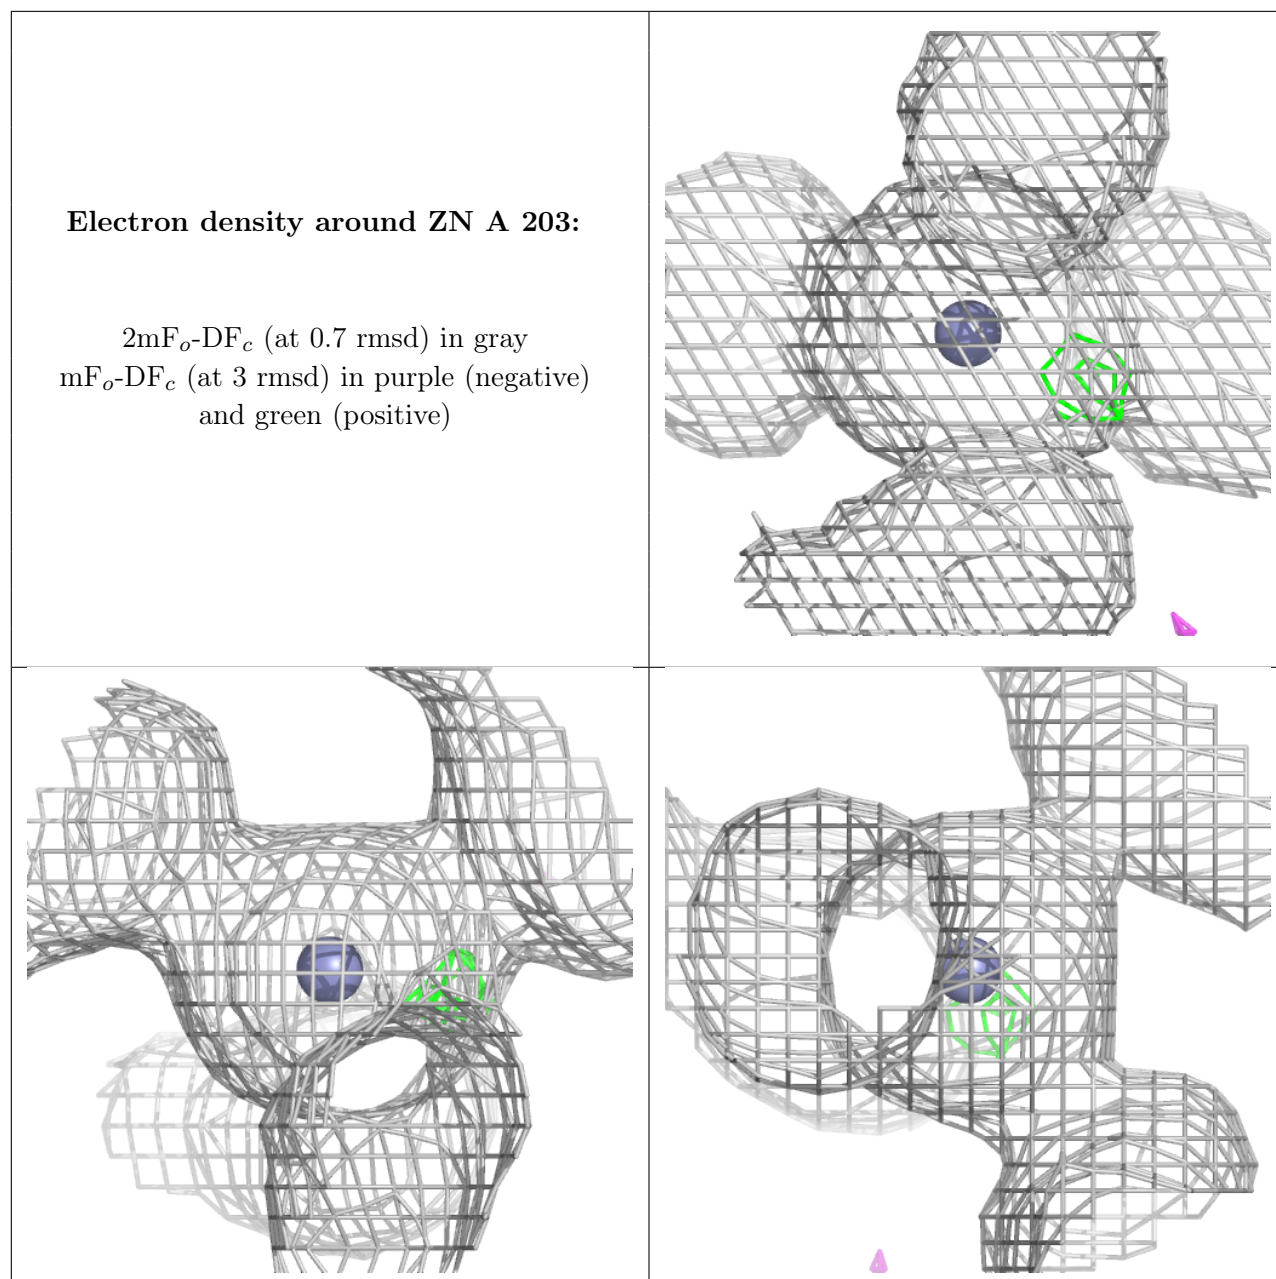 Electron density around ZN A 203:
2mFo-DFc (at 0.7 rmsd) in gray
mFo-DFc (at 3 rmsd) in purple (negative)
and green (positive)